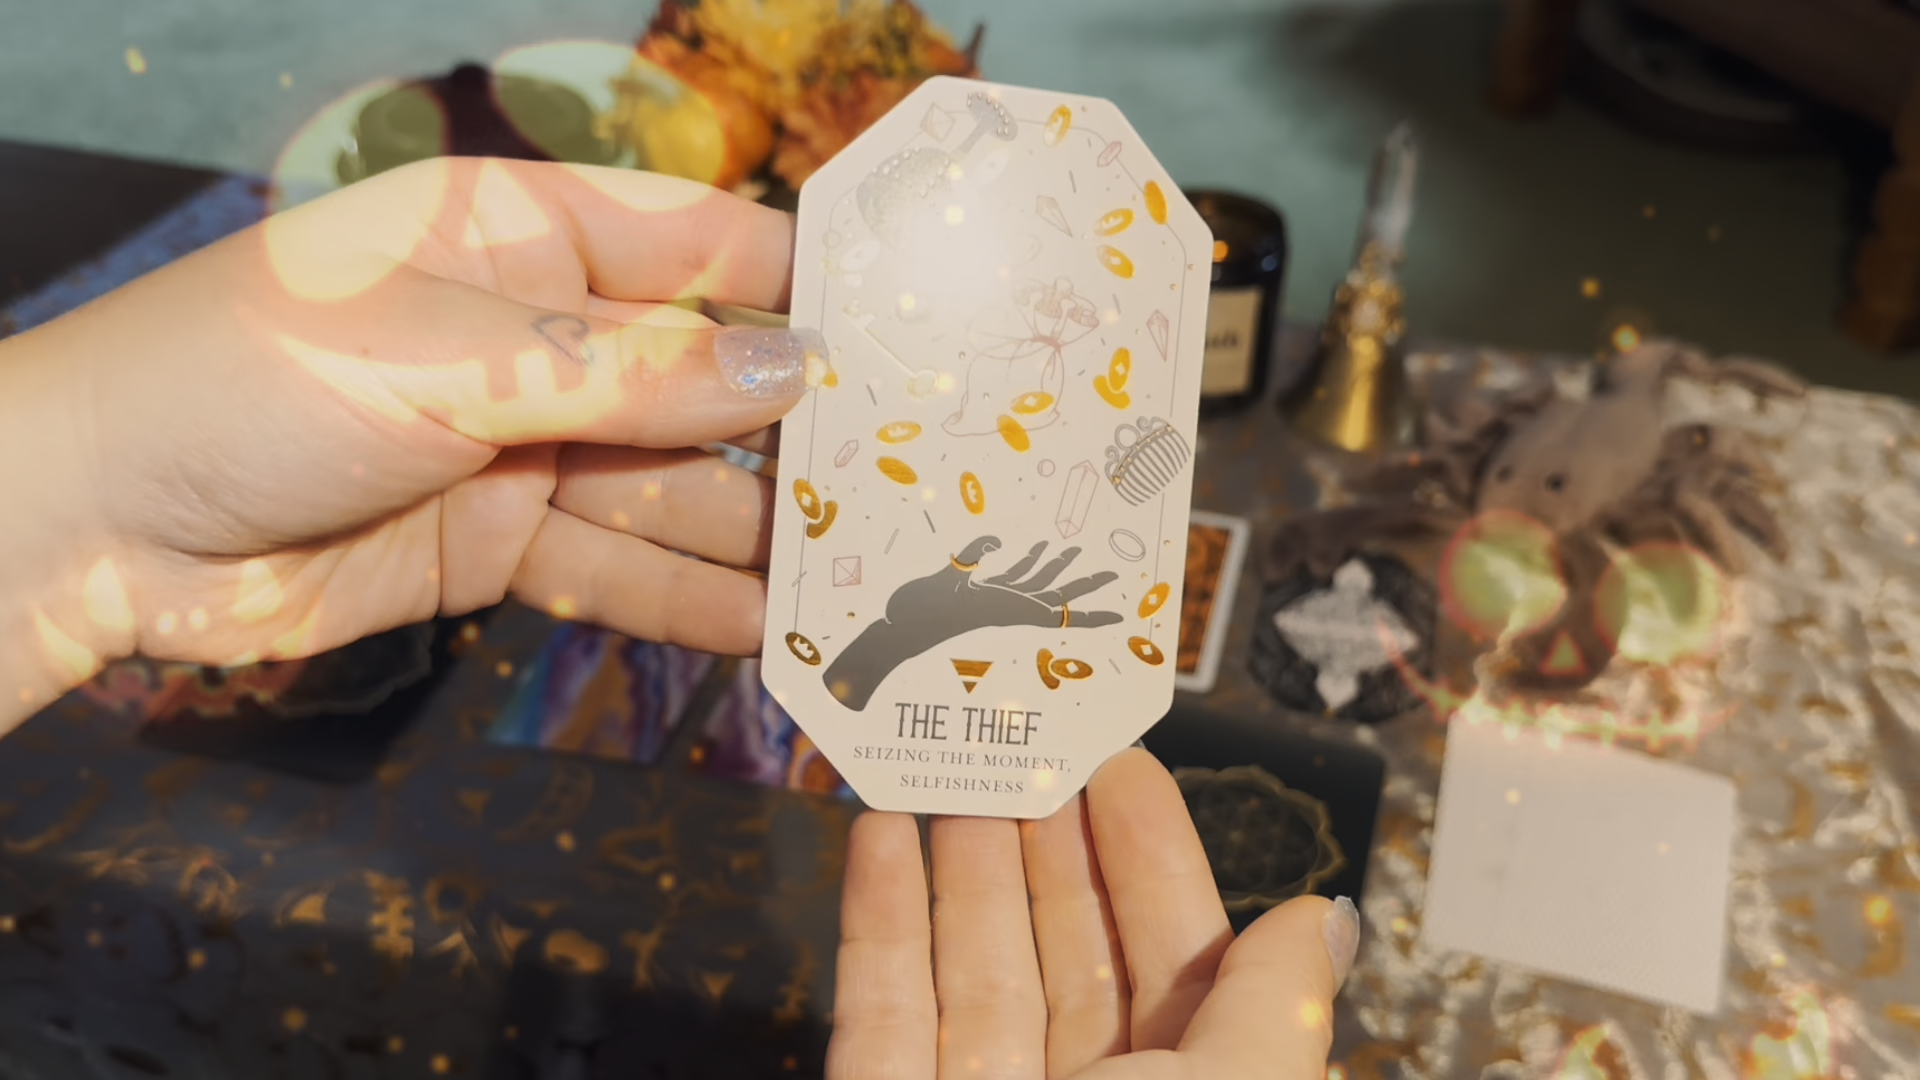 THE THIEF
SEIZING THE MOMENT,
SELFISHNESS